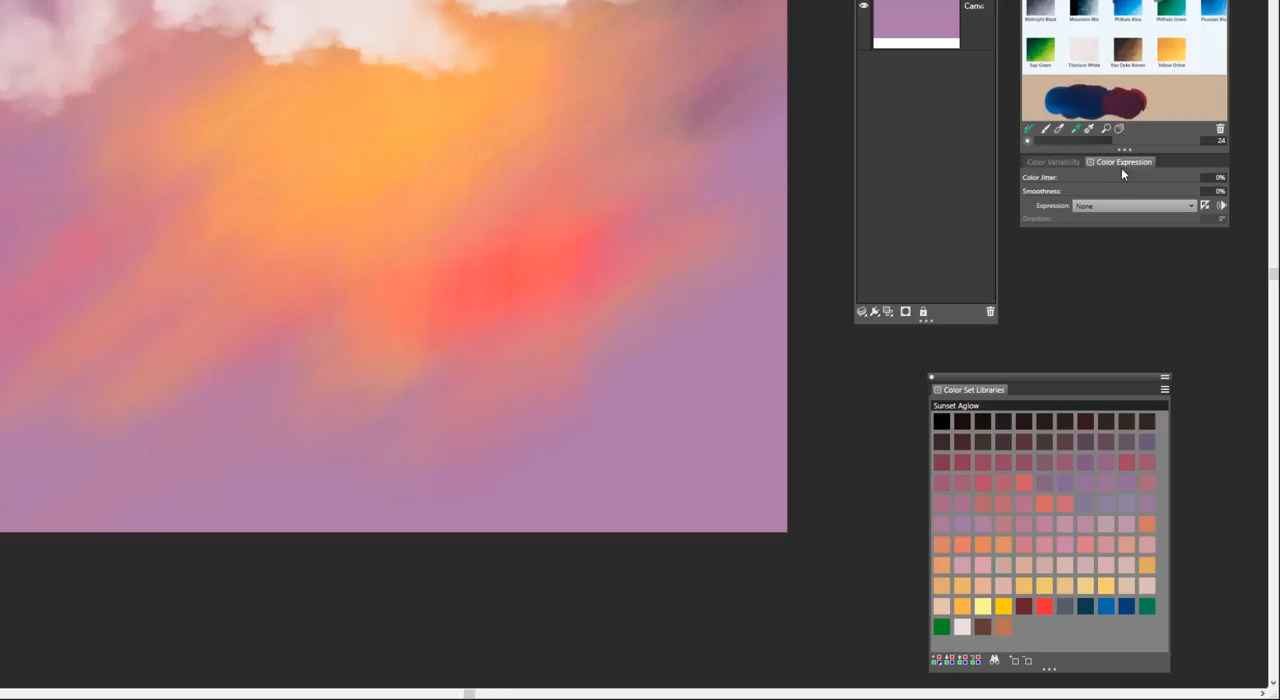 Canv
Midnight Black Mountain Mix Phthalo Blue Phthalo Green Prussian Blu
Sap Green Titanium White Van Dyke Brown Yellow Ochre
24
Color Variability Color Expression
Color Jitter: 0%
Smoothness: 0%
Expression: None
Direction: 0°
Color Set Libraries
Sunset Aglow